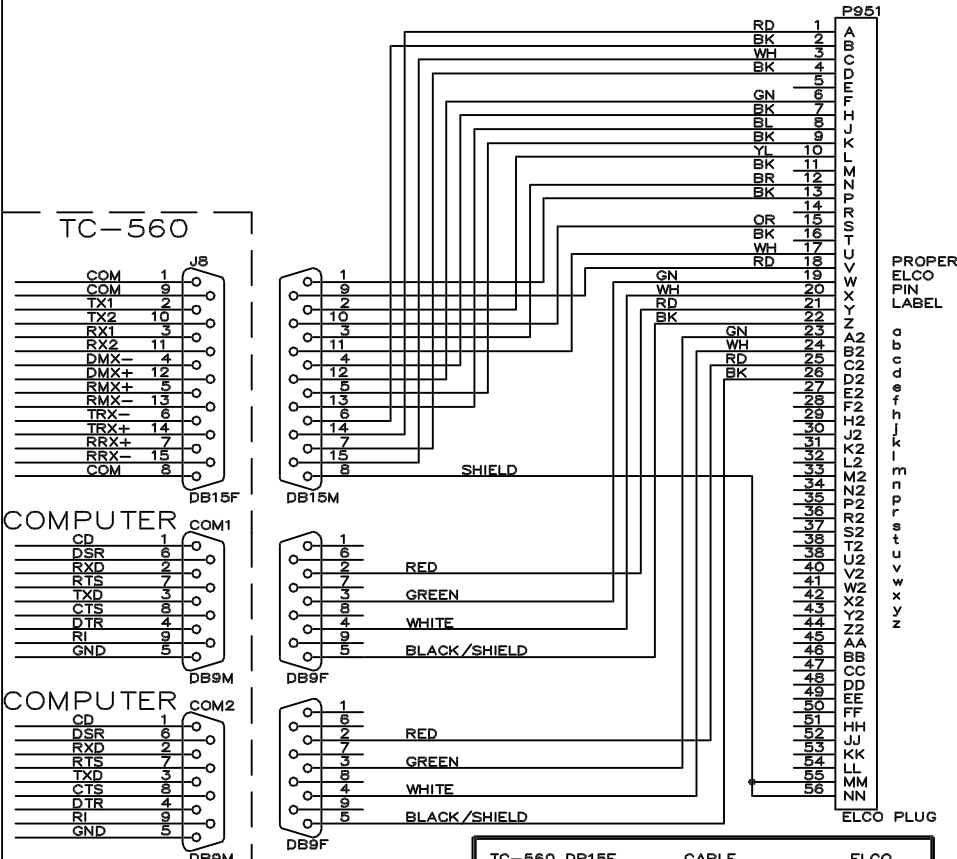 P951
RD 1 A
BK 2 B
WH 3 C
BK 4 D
5 E
GN 6 F
BK 7 H
BL 8 J
BK 9 K
YL 10 L
BK 11 M
BR 12 N
BK 13 P
14 R
OR 15 S
BK 16 T
WH 17 U
RD 18 V
GN 19 W
WH 20 X
RD 21 Y
BK 22 Z
GN 23 A2
WH 24 B2
RD 25 C2
BK 26 D2
27 E2
28 F2
29 H2
30 J2
31 K2
32 L2
33 M2
34 N2
35 P2
36 R2
37 S2
38 T2
38 U2
40 V2
41 W2
42 X2
43 Y2
44 Z2
45 AA
46 BB
47 CC
48 DD
49 EE
50 FF
51 HH
52 JJ
53 KK
54 LL
55 MM
56 NN
ELCO PLUG
PROPER
ELCO
PIN
LABEL
a
b
c
d
e
f
h
j
k
l
m
n
p
r
s
t
u
v
w
x
y
z
TC-560
J8
COM 1
COM 9
TX1 2
TX2 10
RX1 3
RX2 11
DMX- 4
DMX+ 12
RMX+ 5
RMX- 13
TRX- 6
TRX+ 14
RRX+ 7
RRX- 15
COM 8
DB15F
1
9
2
10
3
11
4
12
5
13
6
14
7
15
8 SHIELD
DB15M
COMPUTER COM1
CD 1
DSR 6
RXD 2
RTS 7
TXD 3
CTS 8
DTR 4
RI 9
GND 5
DB9M
1
6
2 RED
7
3 GREEN
8
4 WHITE
9
5 BLACK/SHIELD
DB9F
COMPUTER COM2
CD 1
DSR 6
RXD 2
RTS 7
TXD 3
CTS 8
DTR 4
RI 9
GND 5
DB9M
1
6
2 RED
7
3 GREEN
8
4 WHITE
9
5 BLACK/SHIELD
DB9F
TC-560 DB15F CABLE ELCO